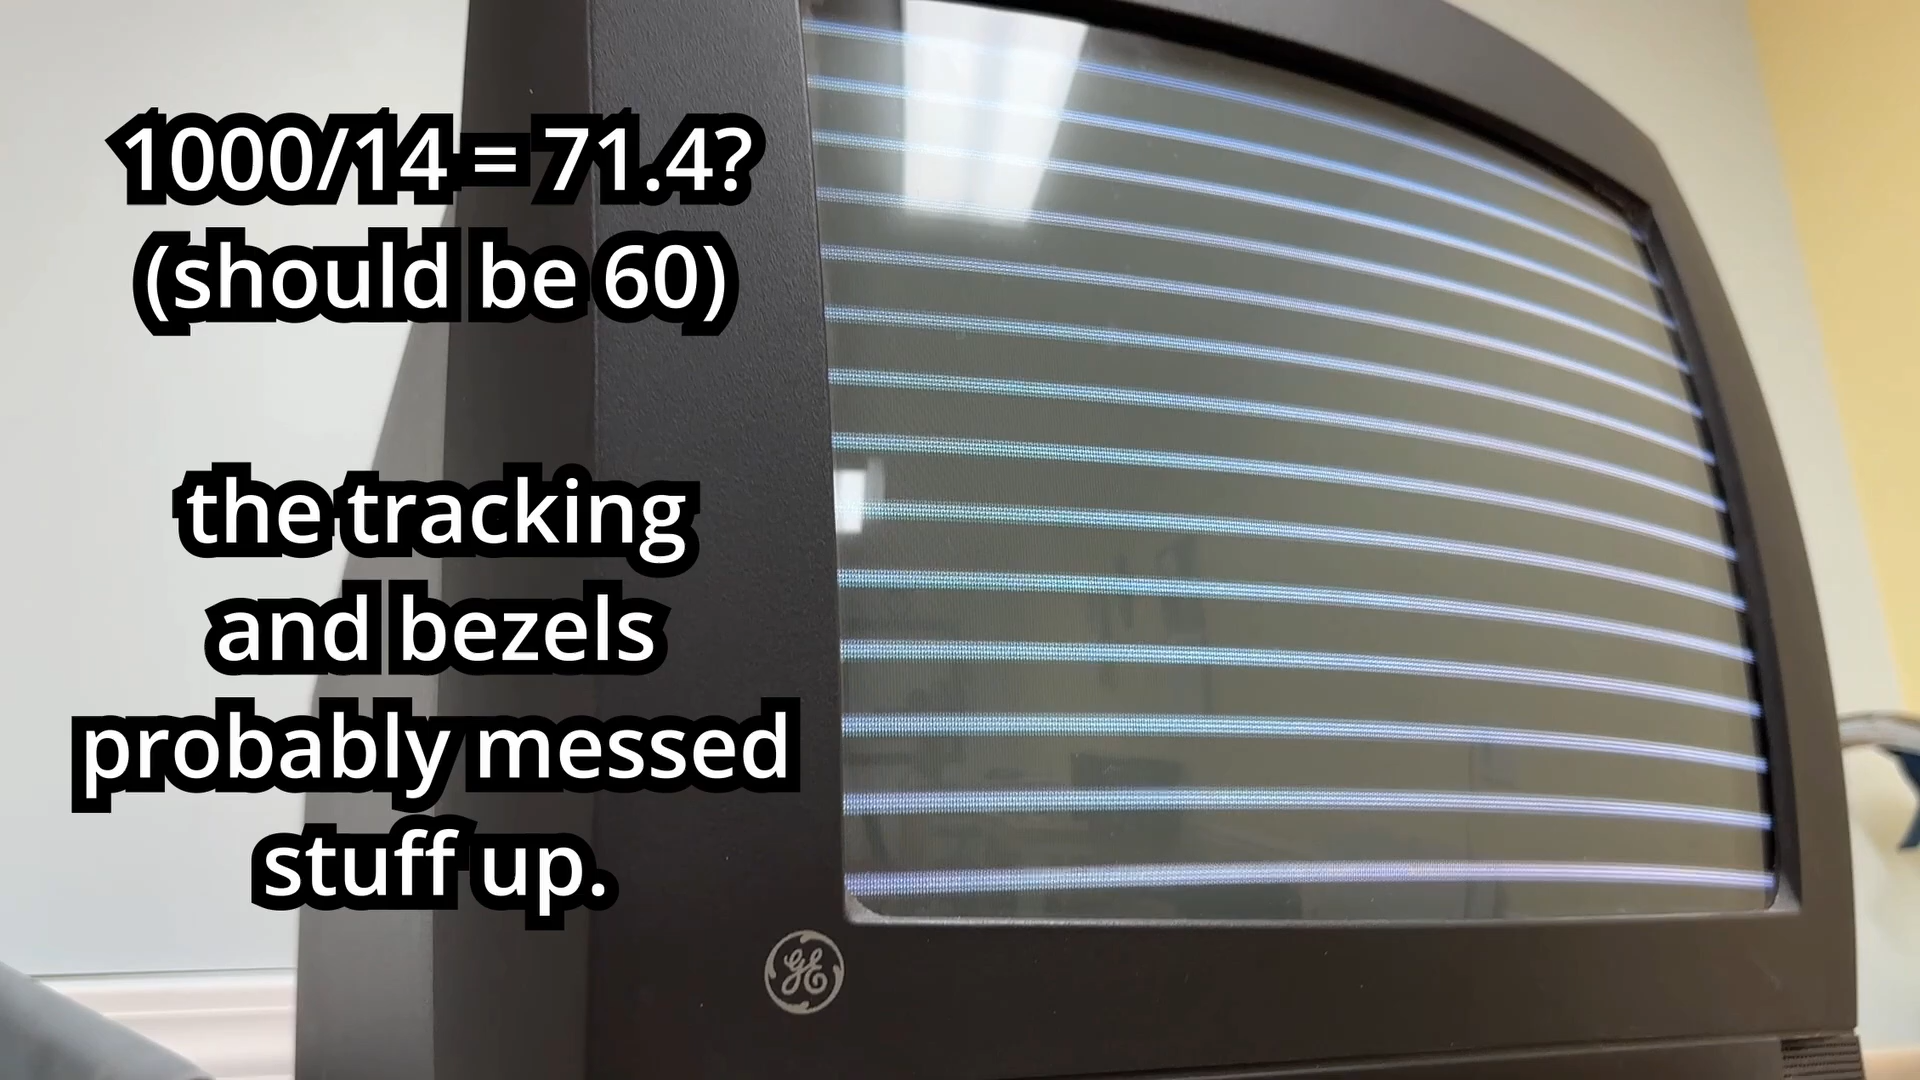 1000/14 = 71.4?
(should be 60)
the tracking
and bezels
probably messed
stuff up.
GE